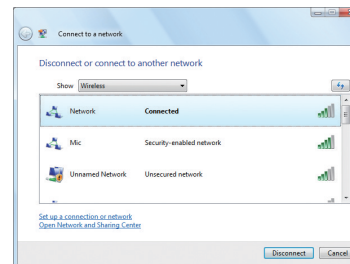 Connect to a network
Disconnect or connect to another network
Show Wireless
Network Connected
Mic Security-enabled network
Unnamed Network Unsecured network
Set up a connection or network
Open Network and Sharing Center
Disconnect Cancel